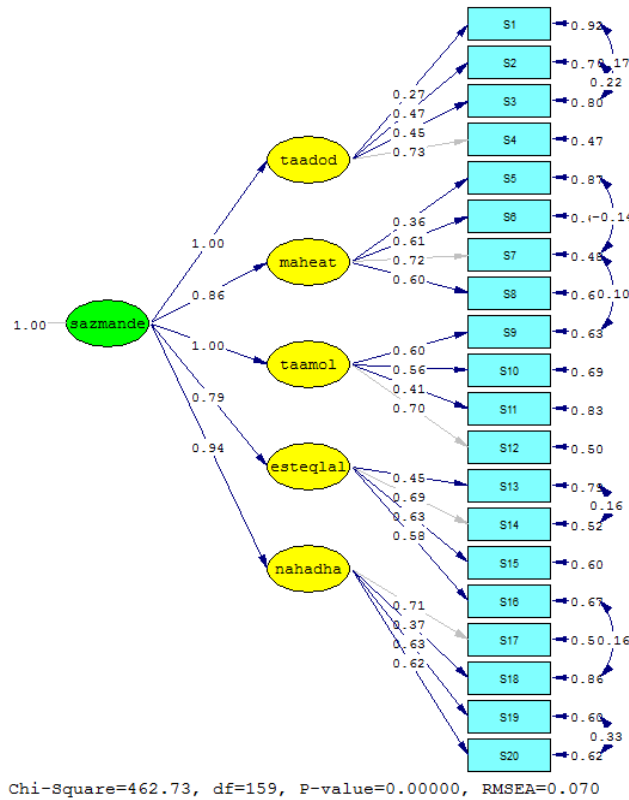 S1 0.92
0.17
S2
0.22
S3 0.80
S4 0.47
S5 0.87
S6 -0.14
S7 0.48
S8 0.10
S9 0.63
S10 0.69
S11 0.83
S12 0.50
S13
0.16
S14 0.52
S15 0.60
S16 0.67
S17 0.16
S18 0.86
S19 0.60
0.33
S20 0.62
0.27
0.47
0.45
0.73
0.36
0.61
0.72
0.60
0.60
0.56
0.41
0.70
0.45
0.69
0.63
0.58
0.71
0.37
0.63
0.62
taadod
maheat
taamol
esteqlal
nahadha
1.00
0.86
1.00
0.79
0.94
1.00 sazmande
Chi-Square=462.73, df=159, P-value=0.00000, RMSEA=0.070